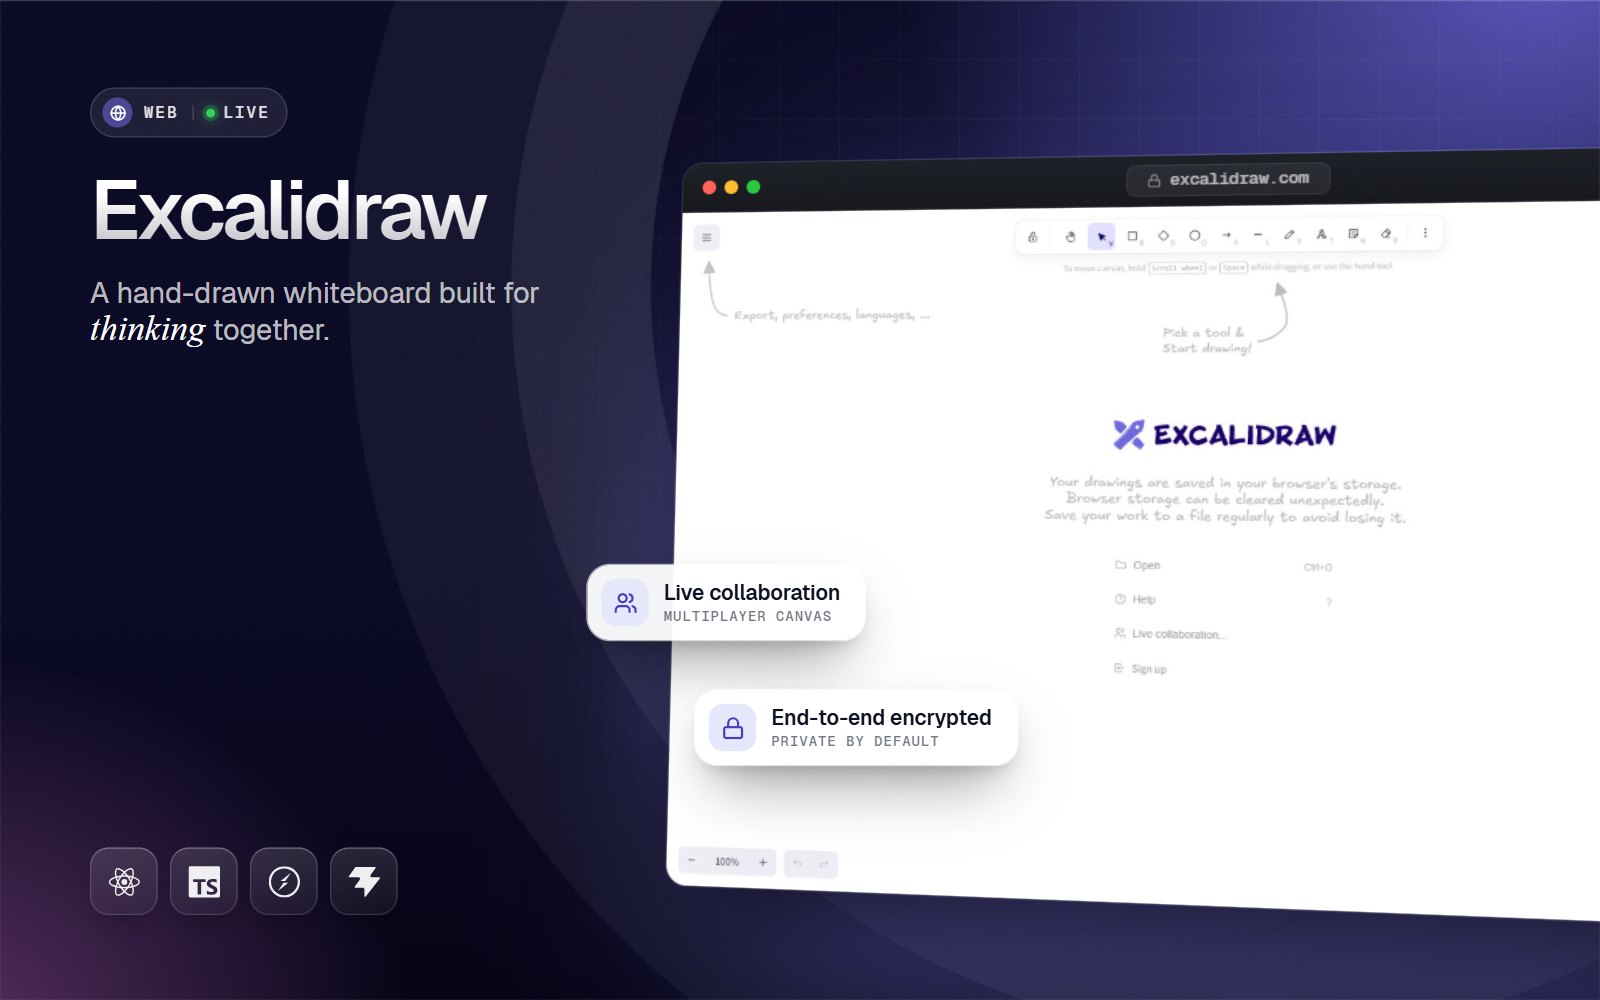 WEB | LIVE
Excalidraw
A hand-drawn whiteboard built for
thinking together.
excalidraw.com
To move canvas, hold Scroll wheel or Space while dragging, or use the hand tool
Export, preferences, languages, ...
Pick a tool &
Start drawing!
EXCALIDRAW
Your drawings are saved in your browser's storage.
Browser storage can be cleared unexpectedly.
Save your work to a file regularly to avoid losing it.
Open Ctrl+O
Help ?
Live collaboration...
Sign up
Live collaboration
MULTIPLAYER CANVAS
End-to-end encrypted
PRIVATE BY DEFAULT
− 100% +
TS